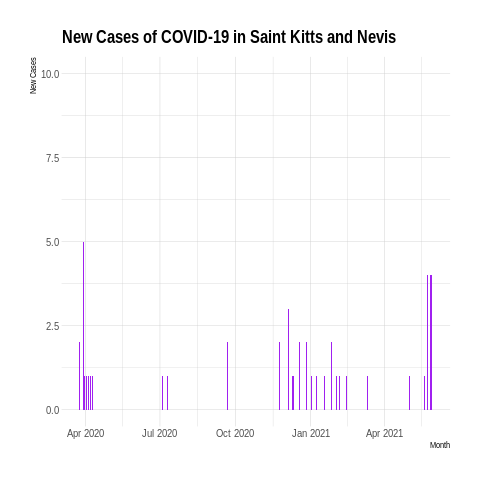 New Cases of COVID-19 in Saint Kitts and Nevis
New Cases
10.0
7.5
5.0
2.5
0.0
Apr 2020 Jul 2020 Oct 2020 Jan 2021 Apr 2021
Month